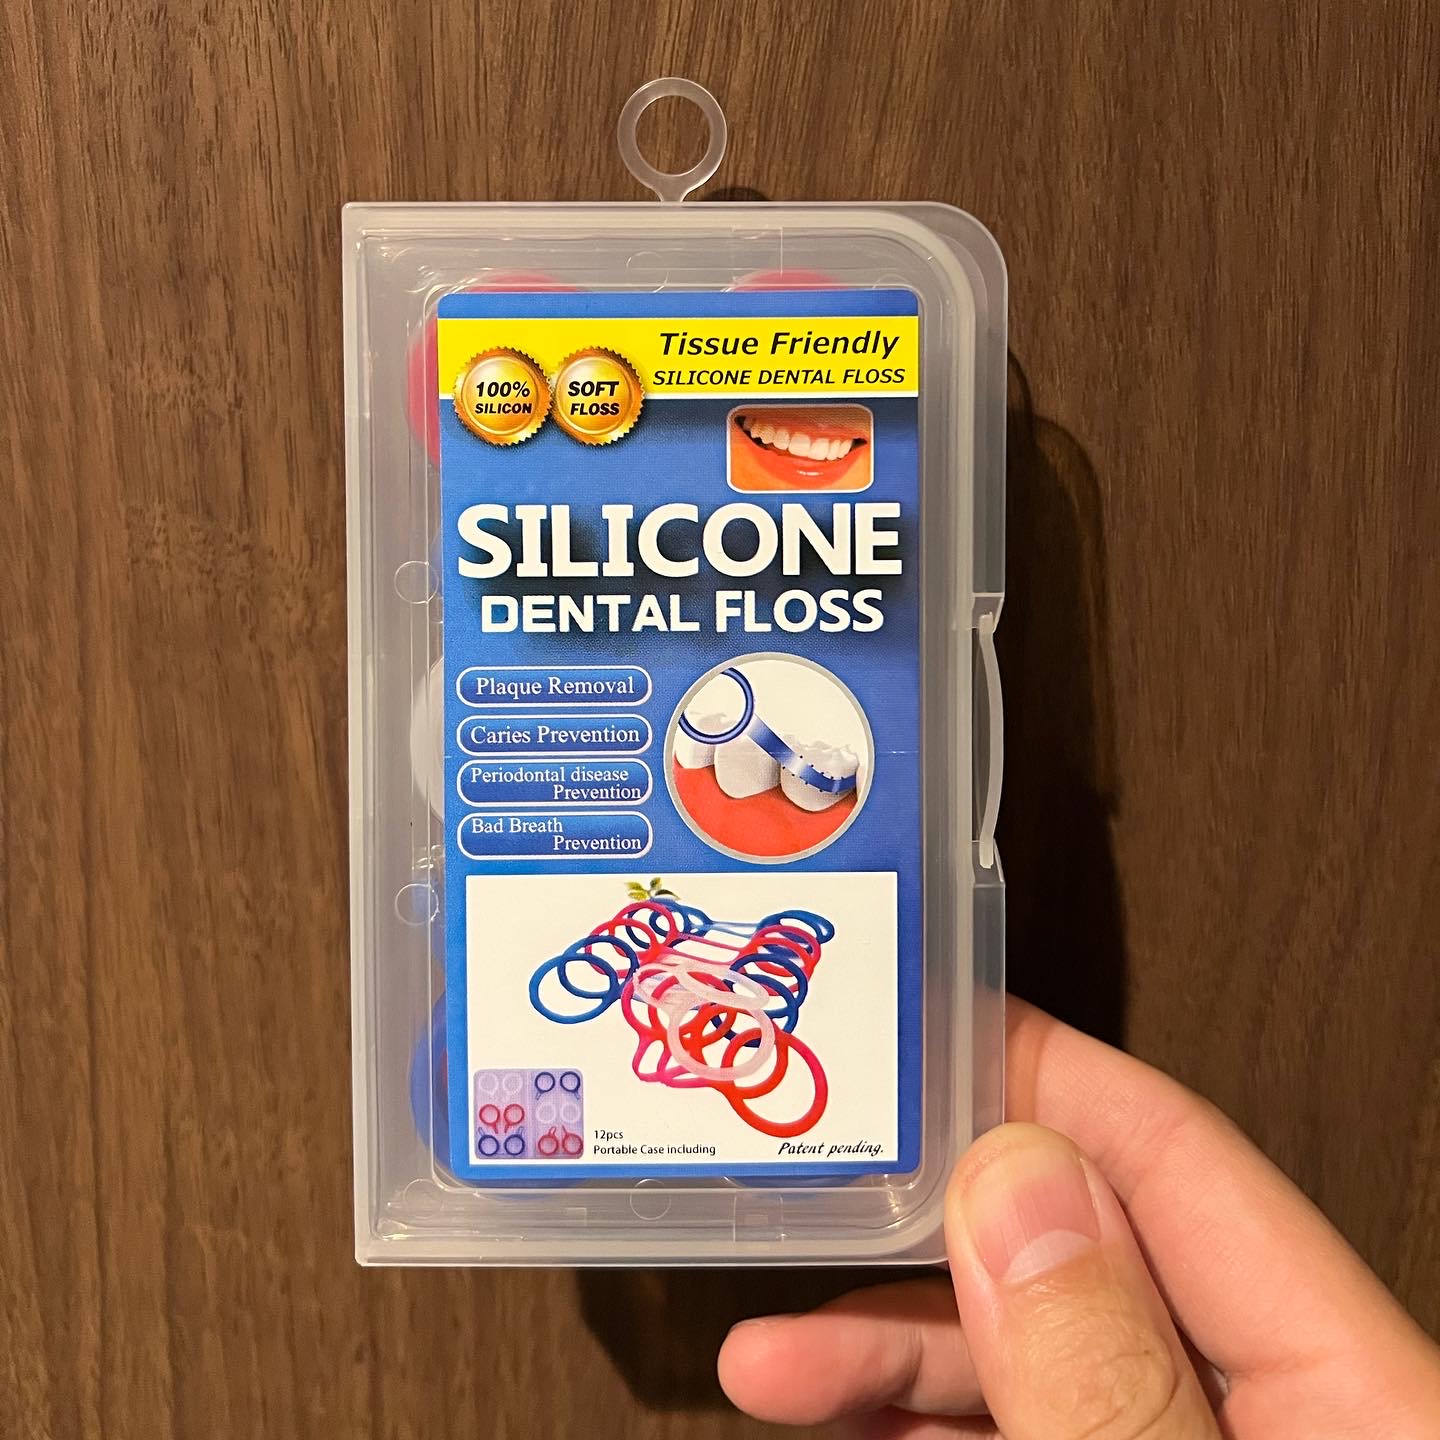 Tissue Friendly
SILICONE DENTAL FLOSS
100%
SILICON
SOFT
FLOSS
SILICONE
DENTAL FLOSS
Plaque Removal
Caries Prevention
Periodontal disease
Prevention
Bad Breath
Prevention
12pcs
Portable Case including
Patent pending.